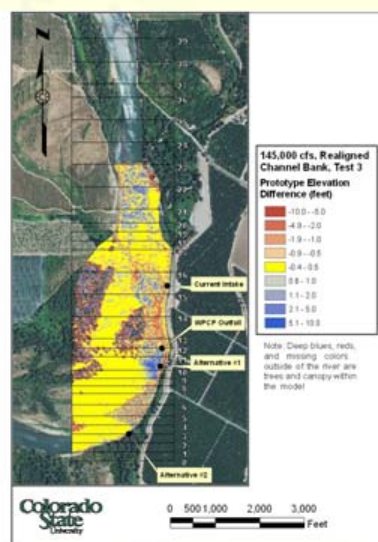 N
145,000 cfs, Realigned
Channel Bank, Test 3
Prototype Elevation
Difference (feet)
-10.0 - -5.0
-4.9 - -2.0
-1.9 - -1.0
-0.9 - -0.5
-0.4 - 0.5
0.6 - 1.0
1.1 - 2.0
2.1 - 5.0
5.1 - 10.0
Current Intake
WPCP Outfall
Alternative #1
Alternative #2
Note: Deep blues, reds,
and missing colors
outside of the river are
trees and canopy within
the model
Colorado
State
University
0 500 1,000 2,000 3,000
Feet